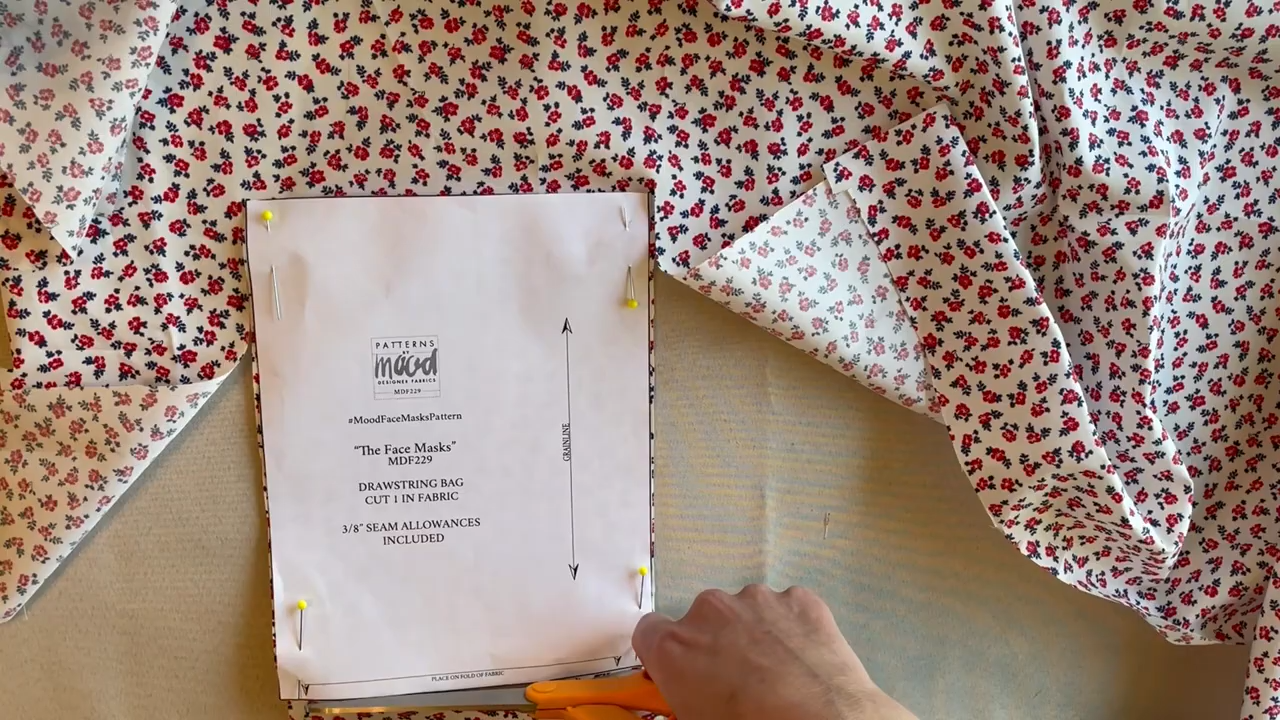 PATTERNS
BY
mood
DESIGNER FABRICS
MDF229
#MoodFaceMasksPattern
"The Face Masks"
MDF229
DRAWSTRING BAG
CUT 1 IN FABRIC
3/8" SEAM ALLOWANCES
INCLUDED
GRAINLINE
PLACE ON FOLD OF FABRIC